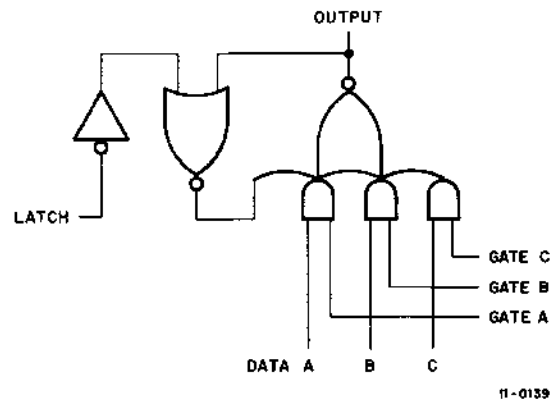 OUTPUT
LATCH
GATE C
GATE B
GATE A
DATA A B C
11-0139